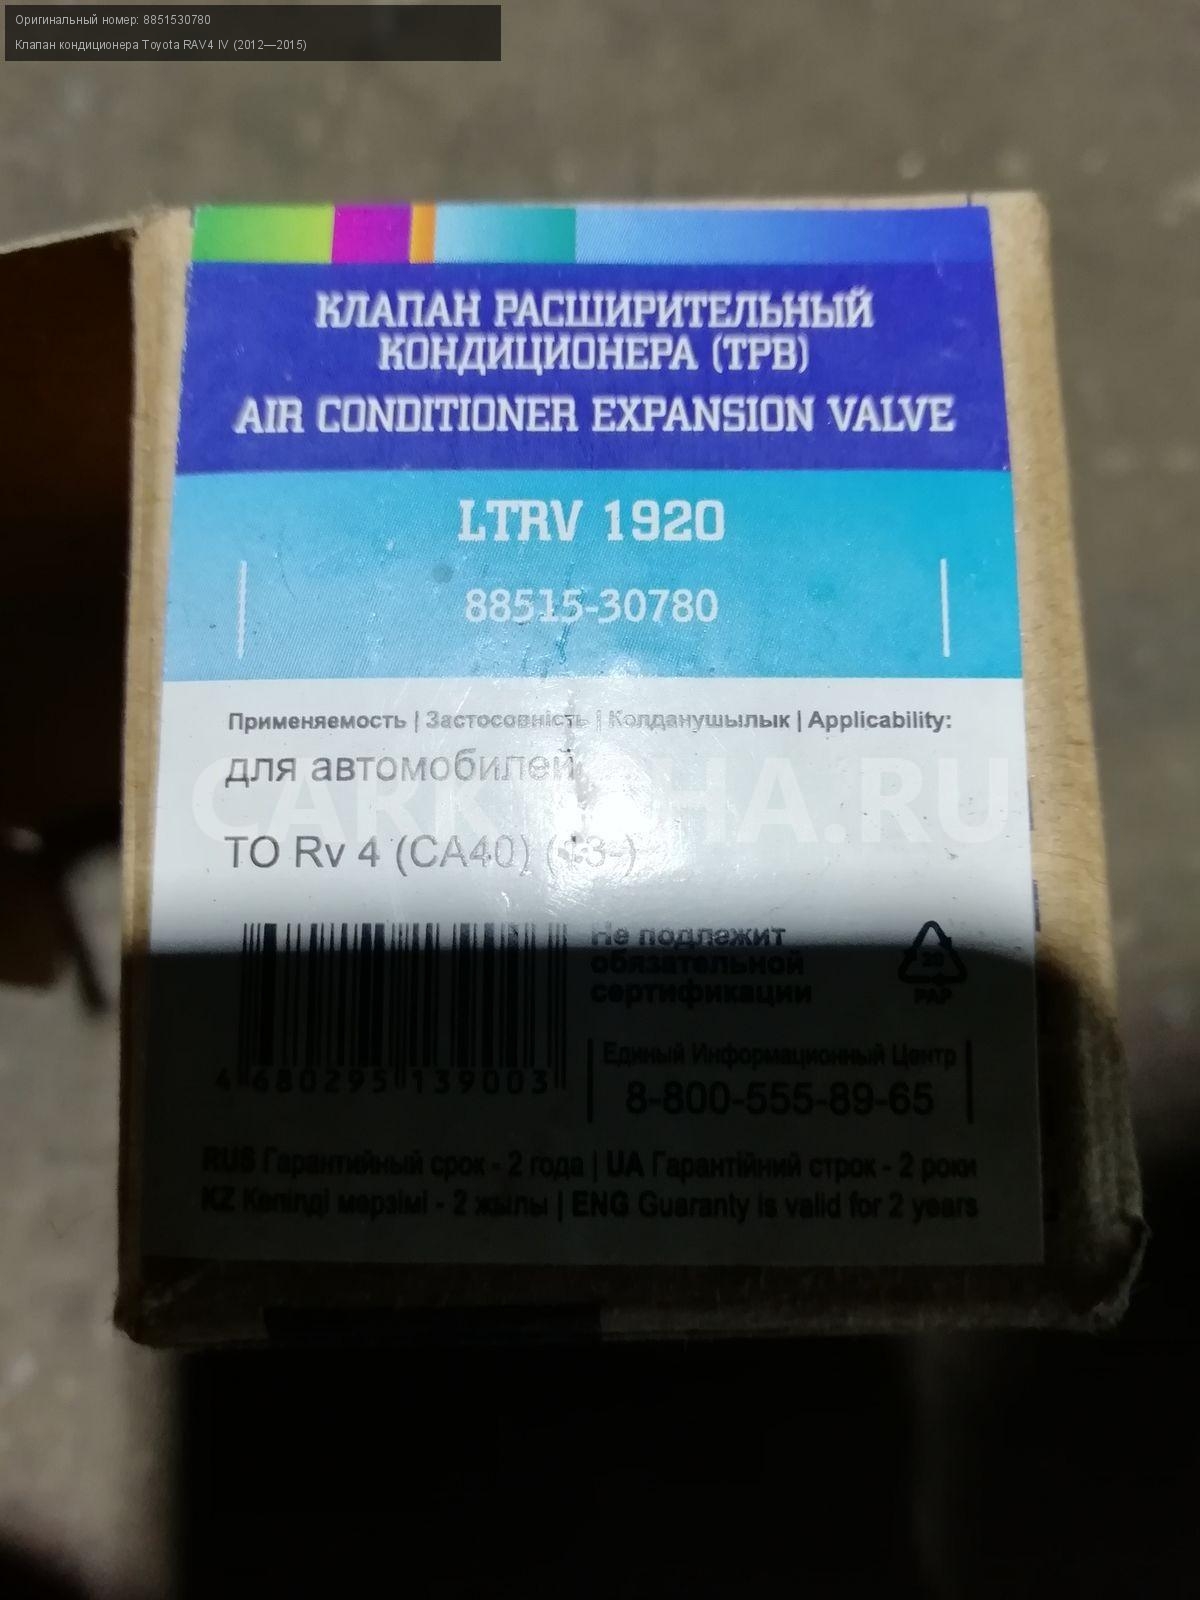 Оригинальный номер: 8851530780
Клапан кондиционера Toyota RAV4 IV (2012—2015)
КЛАПАН РАСШИРИТЕЛЬНЫЙ
КОНДИЦИОНЕРА (ТРВ)
AIR CONDITIONER EXPANSION VALVE
LTRV 1920
88515-30780
Применяемость | Застосовність | Колданушылык | Applicability:
для автомобилей
TO Rv 4 (CA40)
Не подлежит
обязательной
сертификации
20
PAP
4 680295 139003
Единый Информационный Центр
8-800-555-89-65
RUS Гарантийный срок - 2 года | UA Гарантійний строк - 2 роки
KZ Кепілді мерзімі - 2 жылы | ENG Guaranty is valid for 2 years